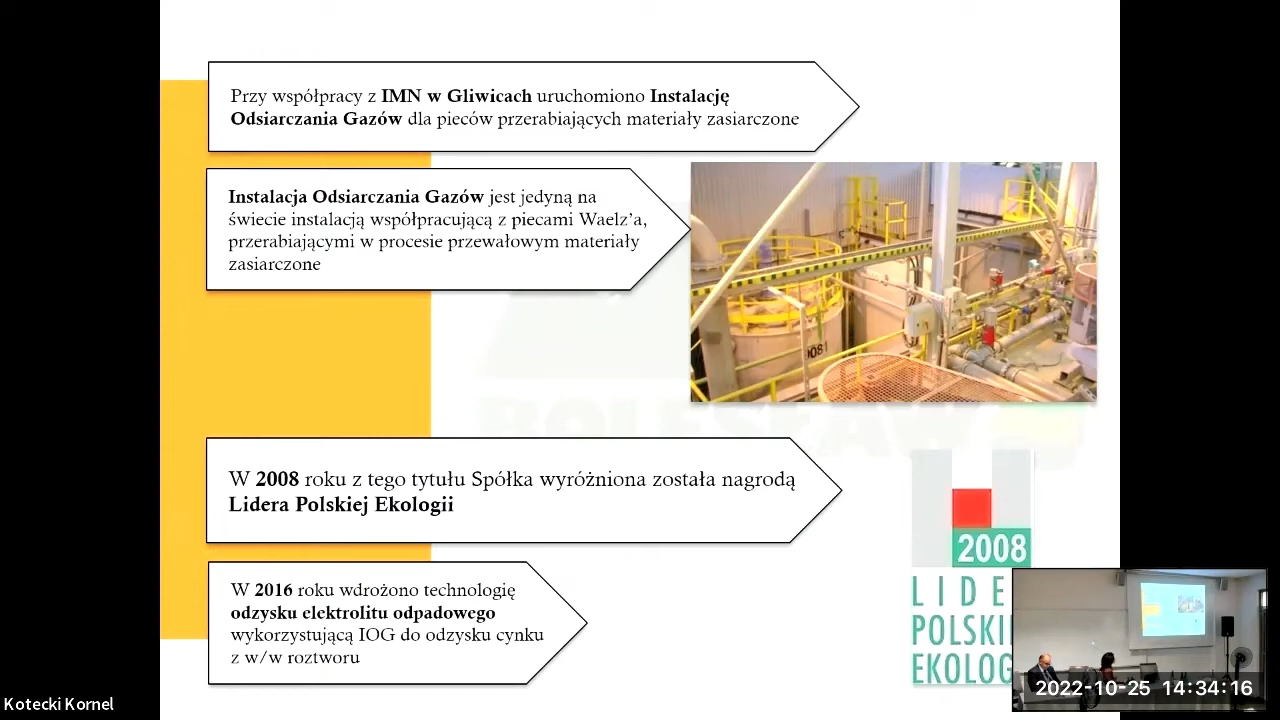 Przy współpracy z IMN w Gliwicach uruchomiono Instalację
Odsiarczania Gazów dla pieców przerabiających materiały zasiarczone
Instalacja Odsiarczania Gazów jest jedyną na
świecie instalacją współpracującą z piecami Waelz’a,
przerabiającymi w procesie przewałowym materiały
zasiarczone
BOLESŁAW
W 2008 roku z tego tytułu Spółka wyróżniona została nagrodą
Lidera Polskiej Ekologii
2008
LIDE
POLSKI
EKOLOG
W 2016 roku wdrożono technologię
odzysku elektrolitu odpadowego
wykorzystującą IOG do odzysku cynku
z w/w roztworu
2022-10-25 14:34:16
Kotecki Kornel